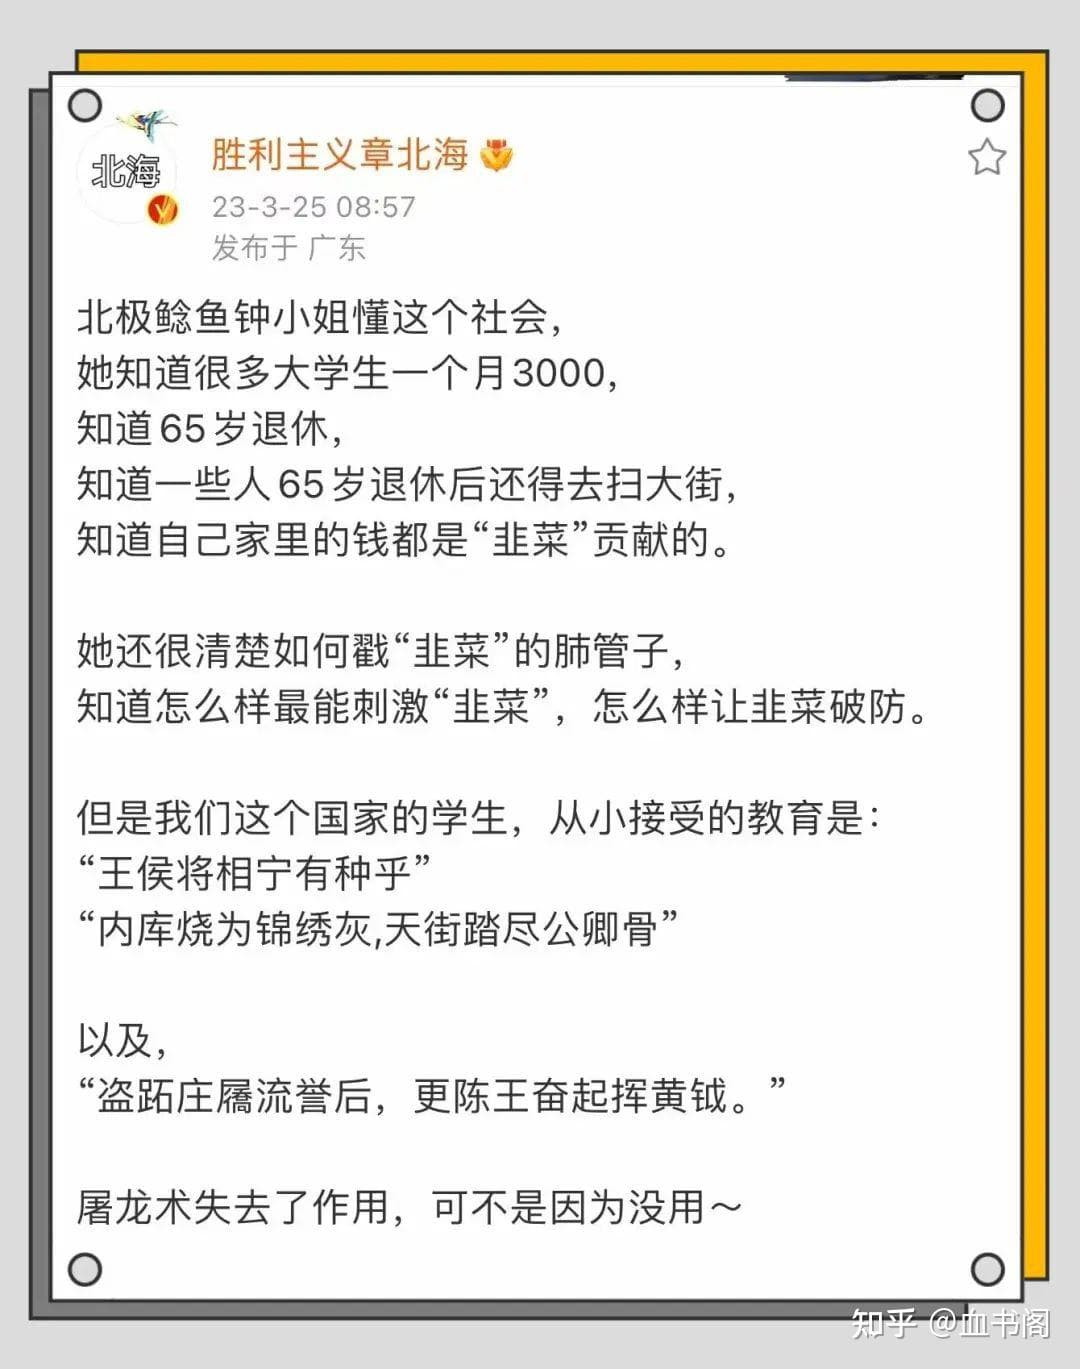 北海
胜利主义章北海
23-3-25 08:57
发布于 广东
北极鲶鱼钟小姐懂这个社会，
她知道很多大学生一个月3000，
知道65岁退休，
知道一些人65岁退休后还得去扫大街，
知道自己家里的钱都是“韭菜”贡献的。
她还很清楚如何戳“韭菜”的肺管子，
知道怎么样最能刺激“韭菜”，怎么样让韭菜破防。
但是我们这个国家的学生，从小接受的教育是：
“王侯将相宁有种乎”
“内库烧为锦绣灰,天街踏尽公卿骨”
以及，
“盗跖庄屩流誉后，更陈王奋起挥黄钺。”
屠龙术失去了作用，可不是因为没用～
知乎 @血书阁